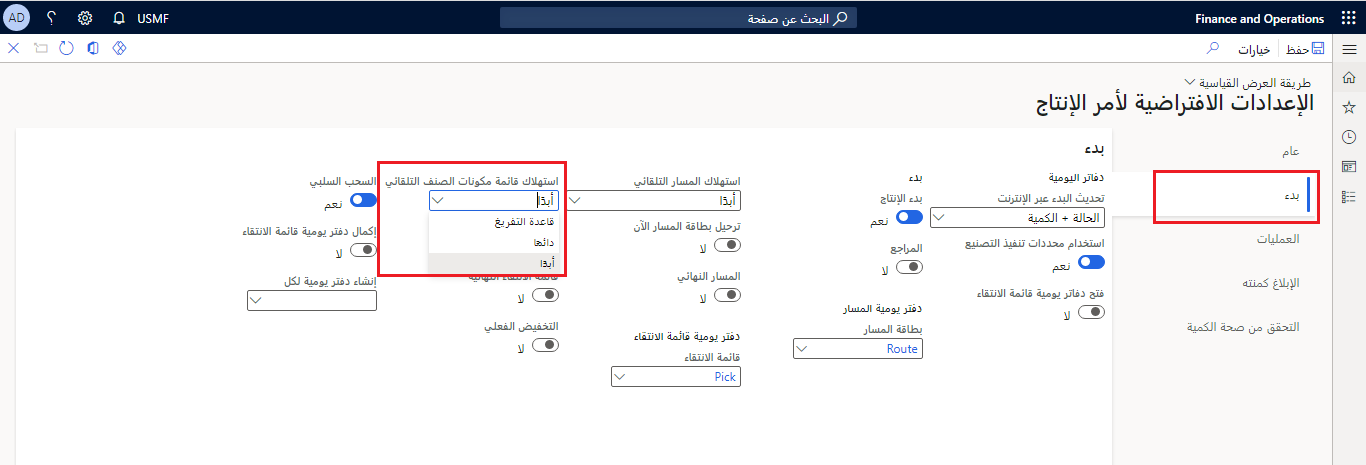 Finance and Operations
البحث عن صفحة
USMF
؟
AD
حفظ
خيارات
طريقة العرض القياسية
الإعدادات الافتراضية لأمر الإنتاج
عام
بدء
العمليات
الإبلاغ كمنته
التحقق من صحة الكمية
بدء
دفاتر اليومية
تحديث البدء عبر الإنترنت
الحالة + الكمية
استخدام محددات تنفيذ التصنيع
نعم
فتح دفاتر يومية قائمة الانتقاء
لا
بدء
بدء الإنتاج
نعم
المراجع
لا
دفتر يومية المسار
بطاقة المسار
Route
استهلاك المسار التلقائي
أبدًا
ترحيل بطاقة المسار الآن
لا
المسار النهائي
لا
دفتر يومية قائمة الانتقاء
قائمة الانتقاء
Pick
استهلاك قائمة مكونات الصنف التلقائي
أبدًا
قاعدة التفريغ
دائمًا
أبدًا
قائمة الانتقاء النهائية
لا
التخفيض الفعلي
لا
السحب السلبي
نعم
إكمال دفتر يومية قائمة الانتقاء
لا
إنشاء دفتر يومية لكل